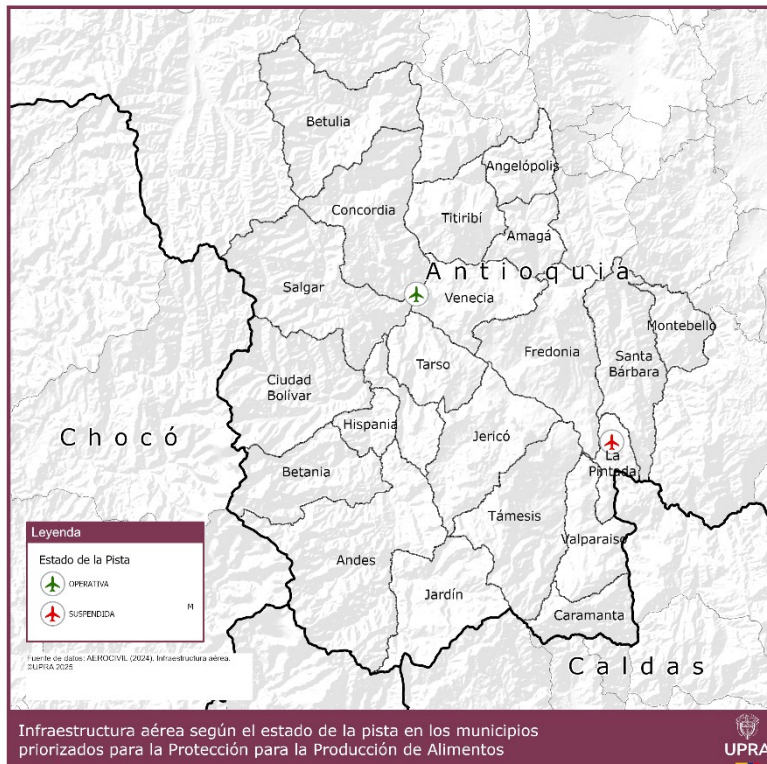 Betulia
Angelópolis
Concordia
Titiribí
Amagá
Antioquia
Salgar
Venecia
Montebello
Fredonia
Santa
Bárbara
Tarso
Ciudad
Bolívar
Hispania
Chocó
Jericó
La
Pintada
Betania
Támesis
Valparaiso
Andes
Jardín
Caramanta
Caldas
Leyenda
Estado de la Pista
OPERATIVA
SUSPENDIDA
M
Fuente de datos: AEROCIVIL (2024). Infraestructura aérea.
©UPRA 2025
Infraestructura aérea según el estado de la pista en los municipios
priorizados para la Protección para la Producción de Alimentos
UPRA